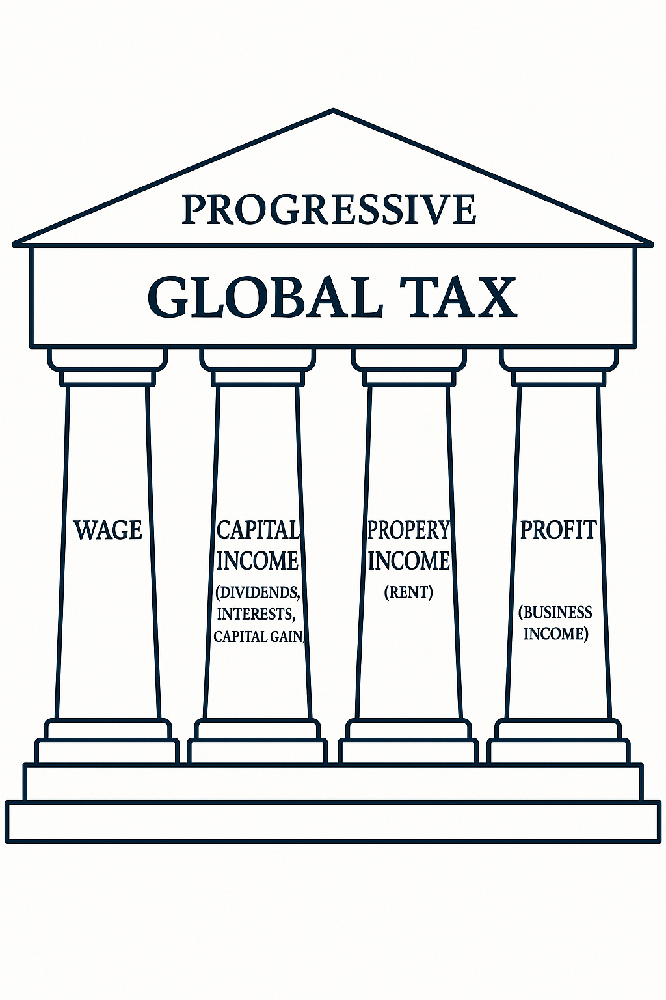 PROGRESSIVE
GLOBAL TAX
WAGE
CAPITAL
INCOME
(DIVIDENDS,
INTERESTS,
CAPITAL GAIN)
PROPERY
INCOME
(RENT)
PROFIT
(BUSINESS
INCOME)